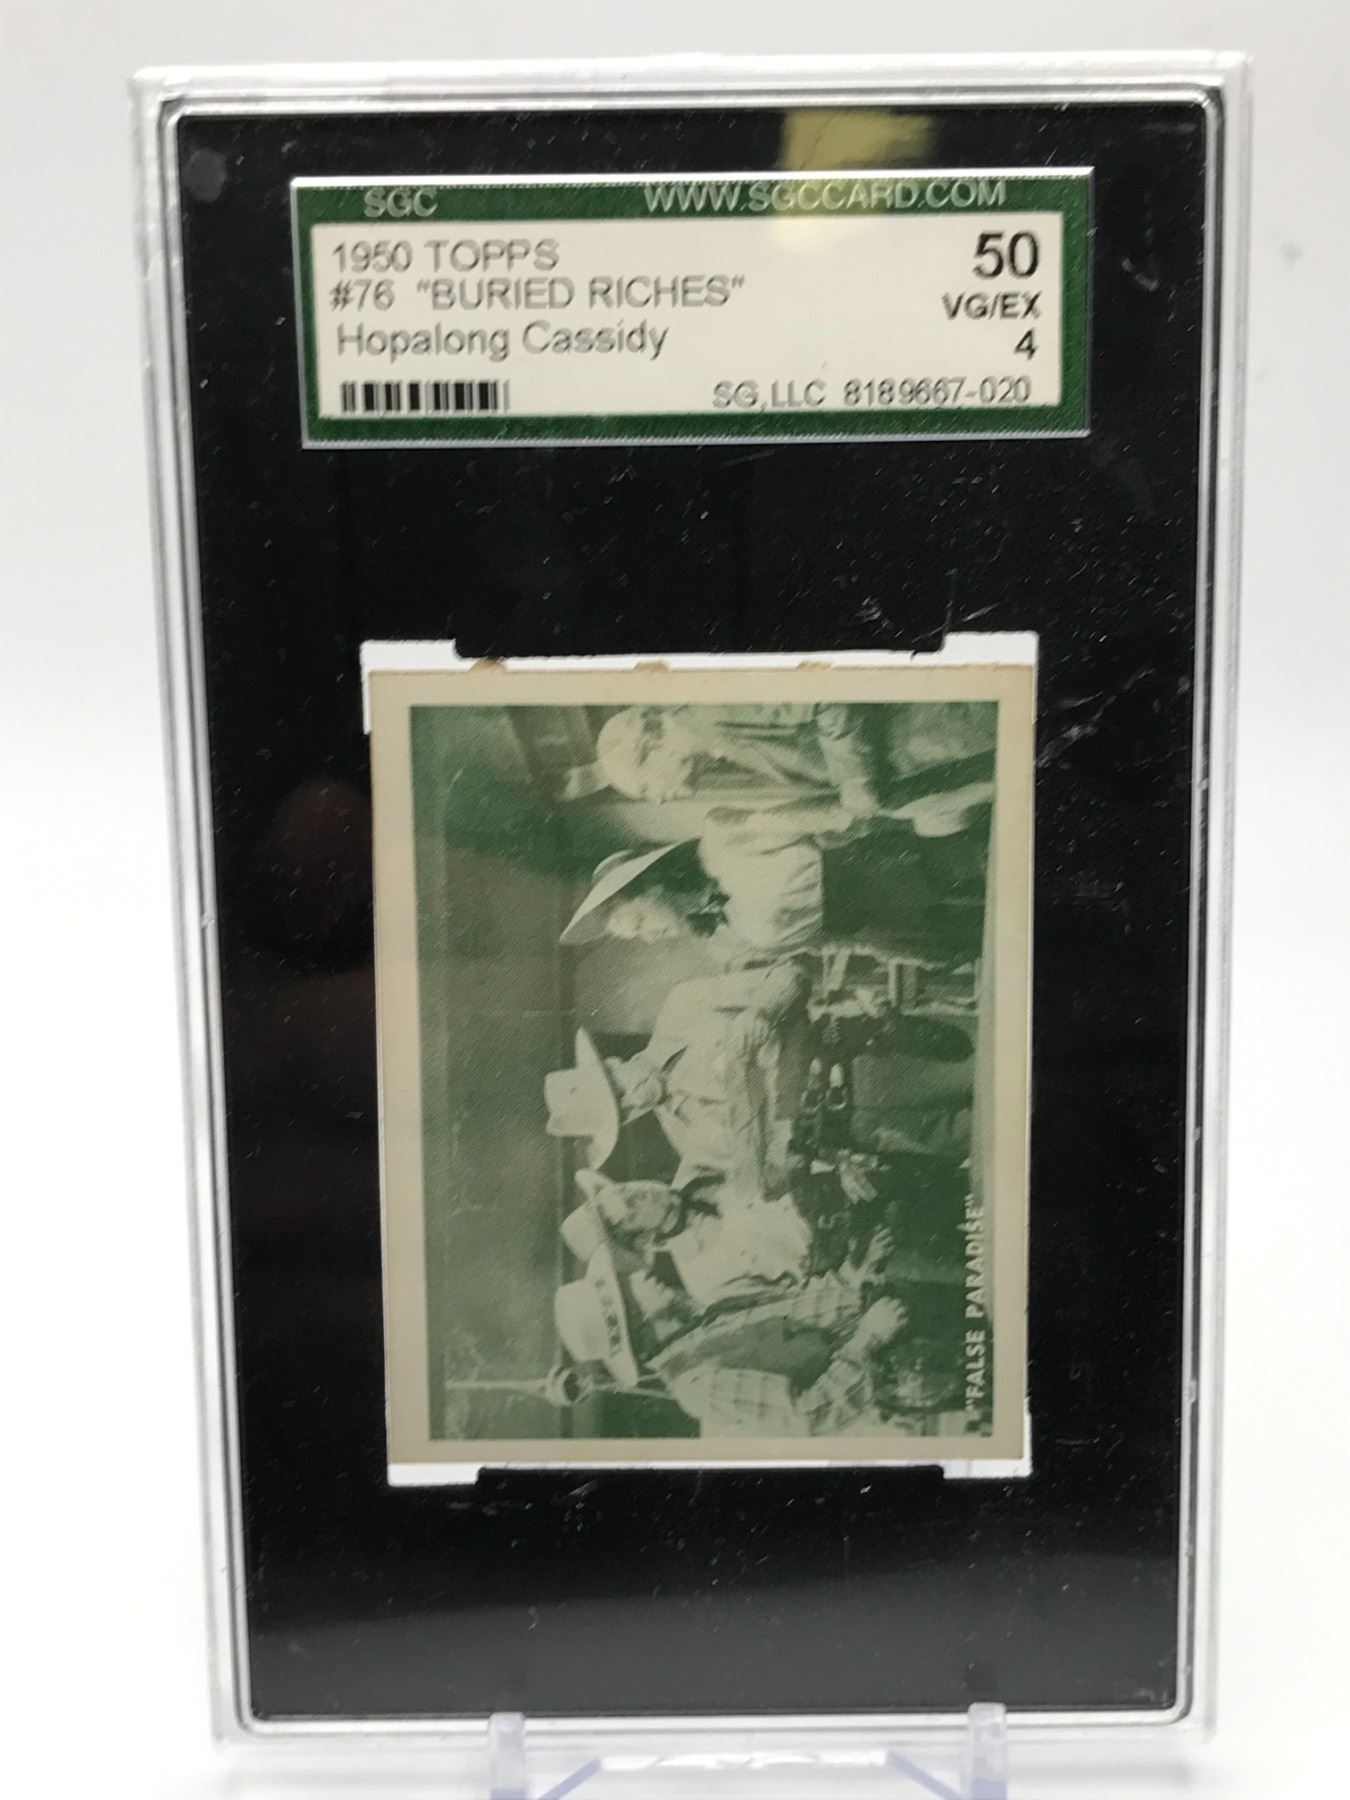 SGC WWW.SGCCARD.COM
1950 TOPPS 50
#76 "BURIED RICHES" VG/EX
Hopalong Cassidy 4
SG,LLC 8189667-020
"FALSE PARADISE"